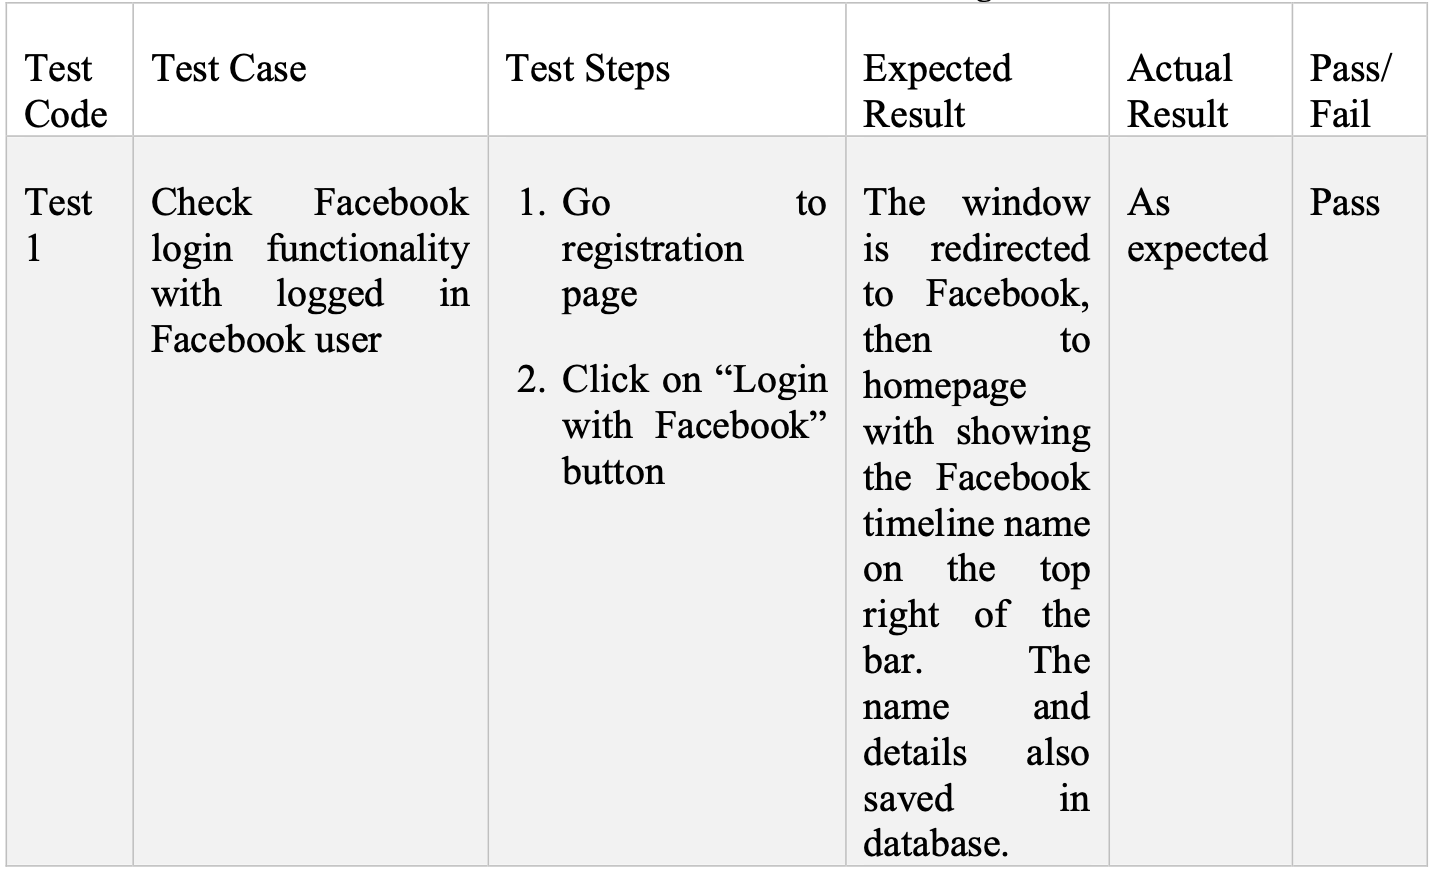 Test Code
Test Case
Test Steps
Expected Result
Actual Result
Pass/ Fail
Test 1
Check Facebook
login functionality
with logged in
Facebook user
1. Go to
registration
page
2. Click on “Login
with Facebook”
button
The window
is redirected
to Facebook,
then to
homepage
with showing
the Facebook
timeline name
on the top
right of the
bar. The
name and
details also
saved in
database.
As
expected
Pass